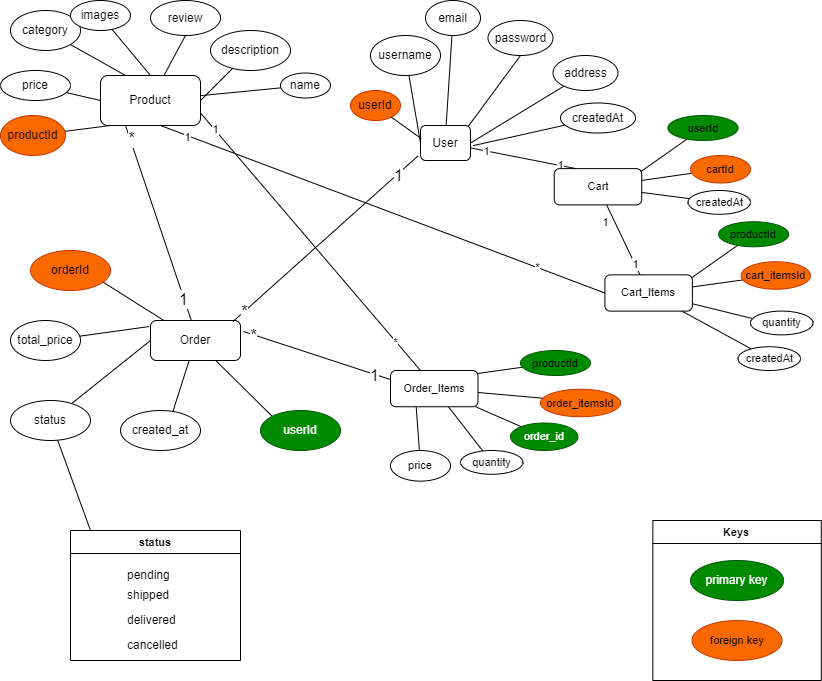 images
review
email
category
description
password
username
address
price
name
Product
userId
createdAt
productId
User
userId
*
1
1
1
1
Cart
cartId
1
createdAt
1
productId
1
*
Cart_Items
cart_itemsId
orderId
1
*
quantity
total_price
Order
*
*
createdAt
1
Order_Items
productId
order_itemsId
status
created_at
userId
order_id
price
quantity
status
pending
shipped
delivered
cancelled
Keys
primary key
foreign key